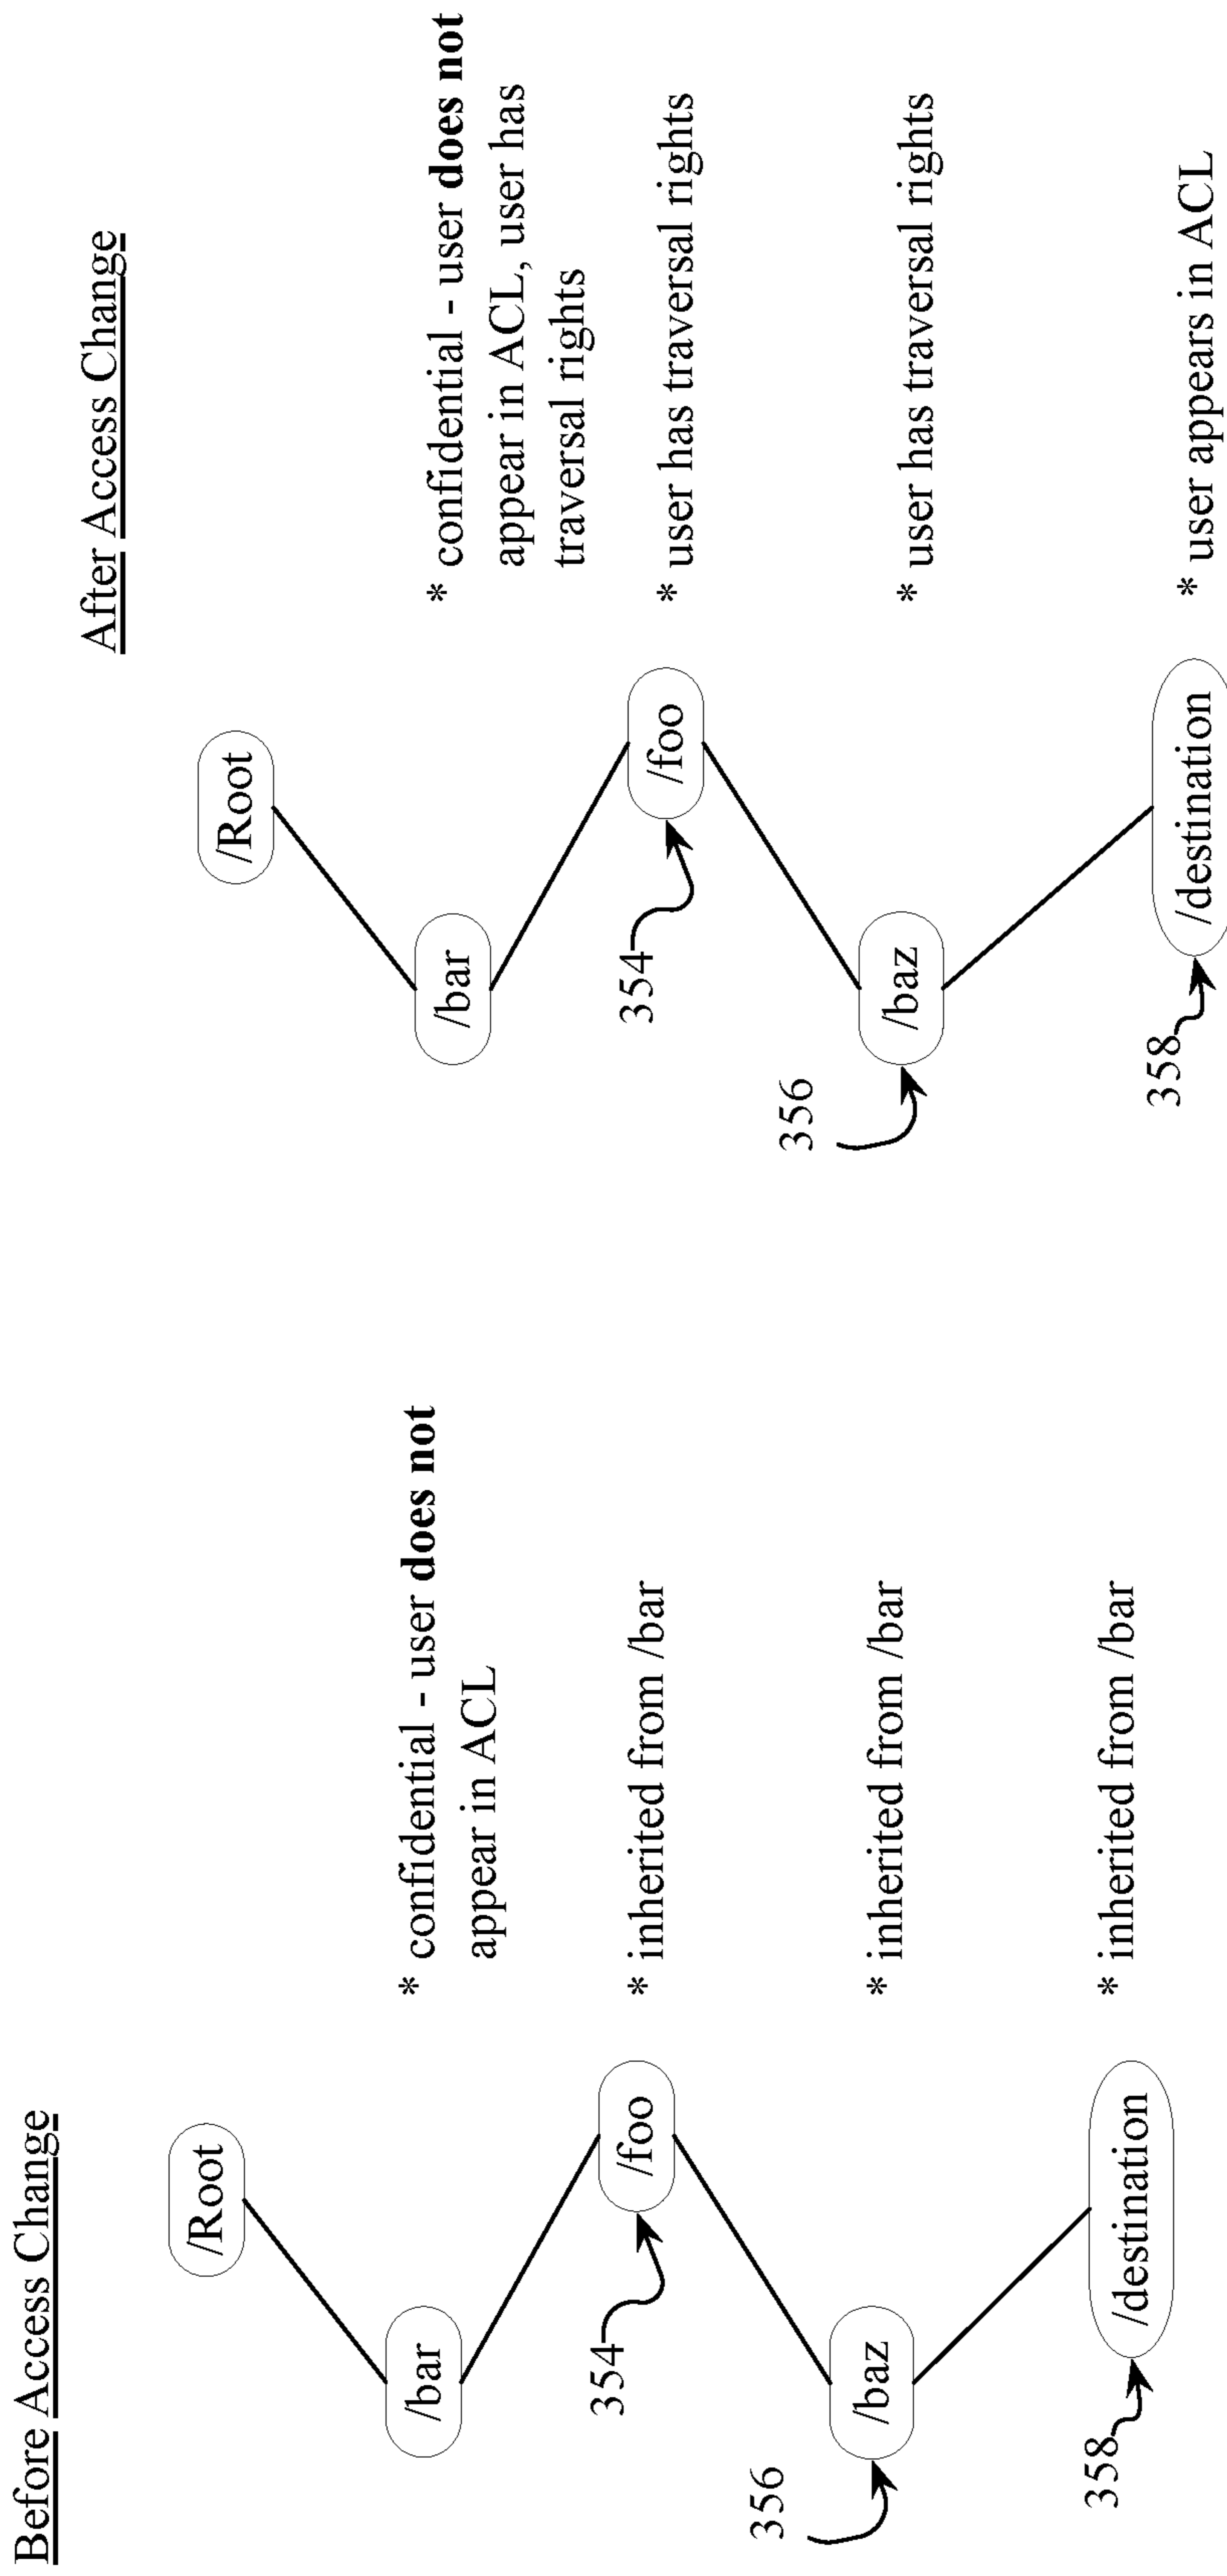 Before Access Change
/Root
/bar
* confidential - user does not
appear in ACL
354
/foo
* inherited from /bar
356
/baz
* inherited from /bar
358
/destination
* inherited from /bar
After Access Change
/Root
/bar
* confidential - user does not
appear in ACL, user has
traversal rights
354
/foo
* user has traversal rights
356
/baz
* user has traversal rights
358
/destination
* user appears in ACL